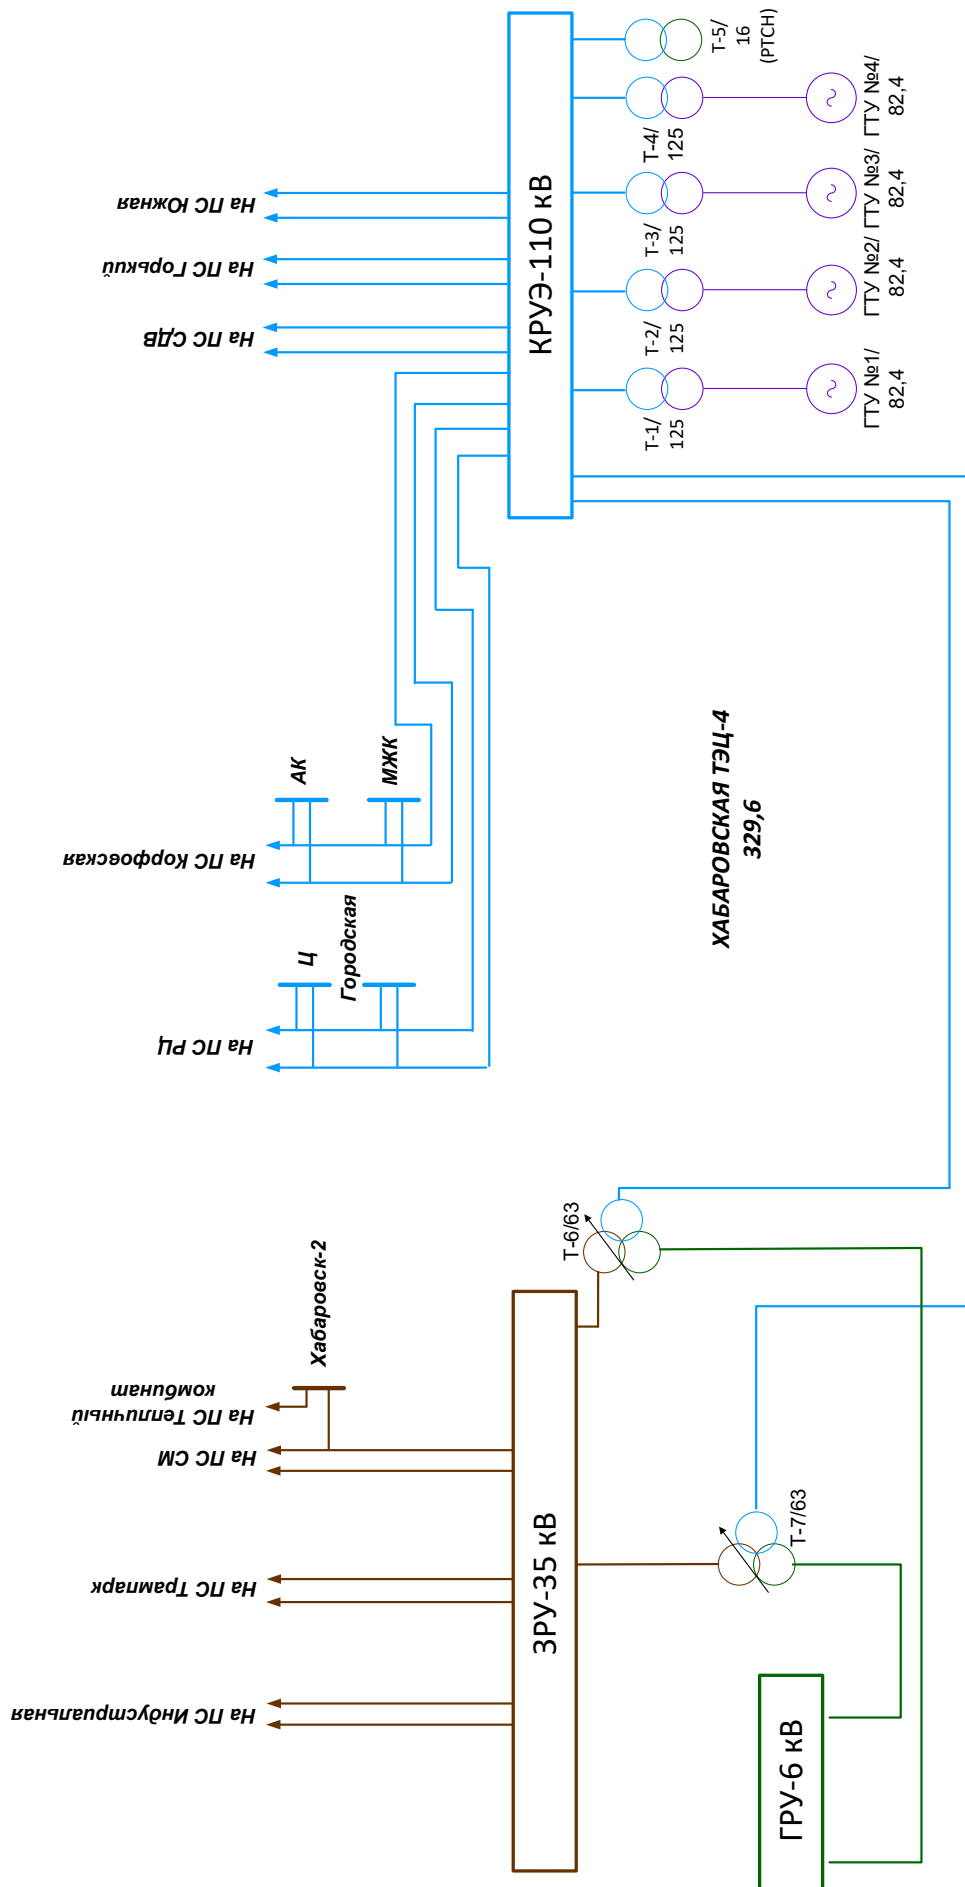 На ПС Индустриальная
На ПС Трампарк
На ПС СМ
На ПС Тепличный
комбинат
Хабаровск-2
ЗРУ-35 кВ
ГРУ-6 кВ
Т-7/63
Т-6/63
На ПС РЦ
Ц
Городская
На ПС Корфовская
АК
МЖК
ХАБАРОВСКАЯ ТЭЦ-4
329,6
На ПС СДВ
На ПС Горький
На ПС Южная
КРУЭ-110 кВ
Т-1/
125
Т-2/
125
Т-3/
125
Т-4/
125
Т-5/
16
(РТСН)
ГТУ №1/
82,4
ГТУ №2/
82,4
ГТУ №3/
82,4
ГТУ №4/
82,4